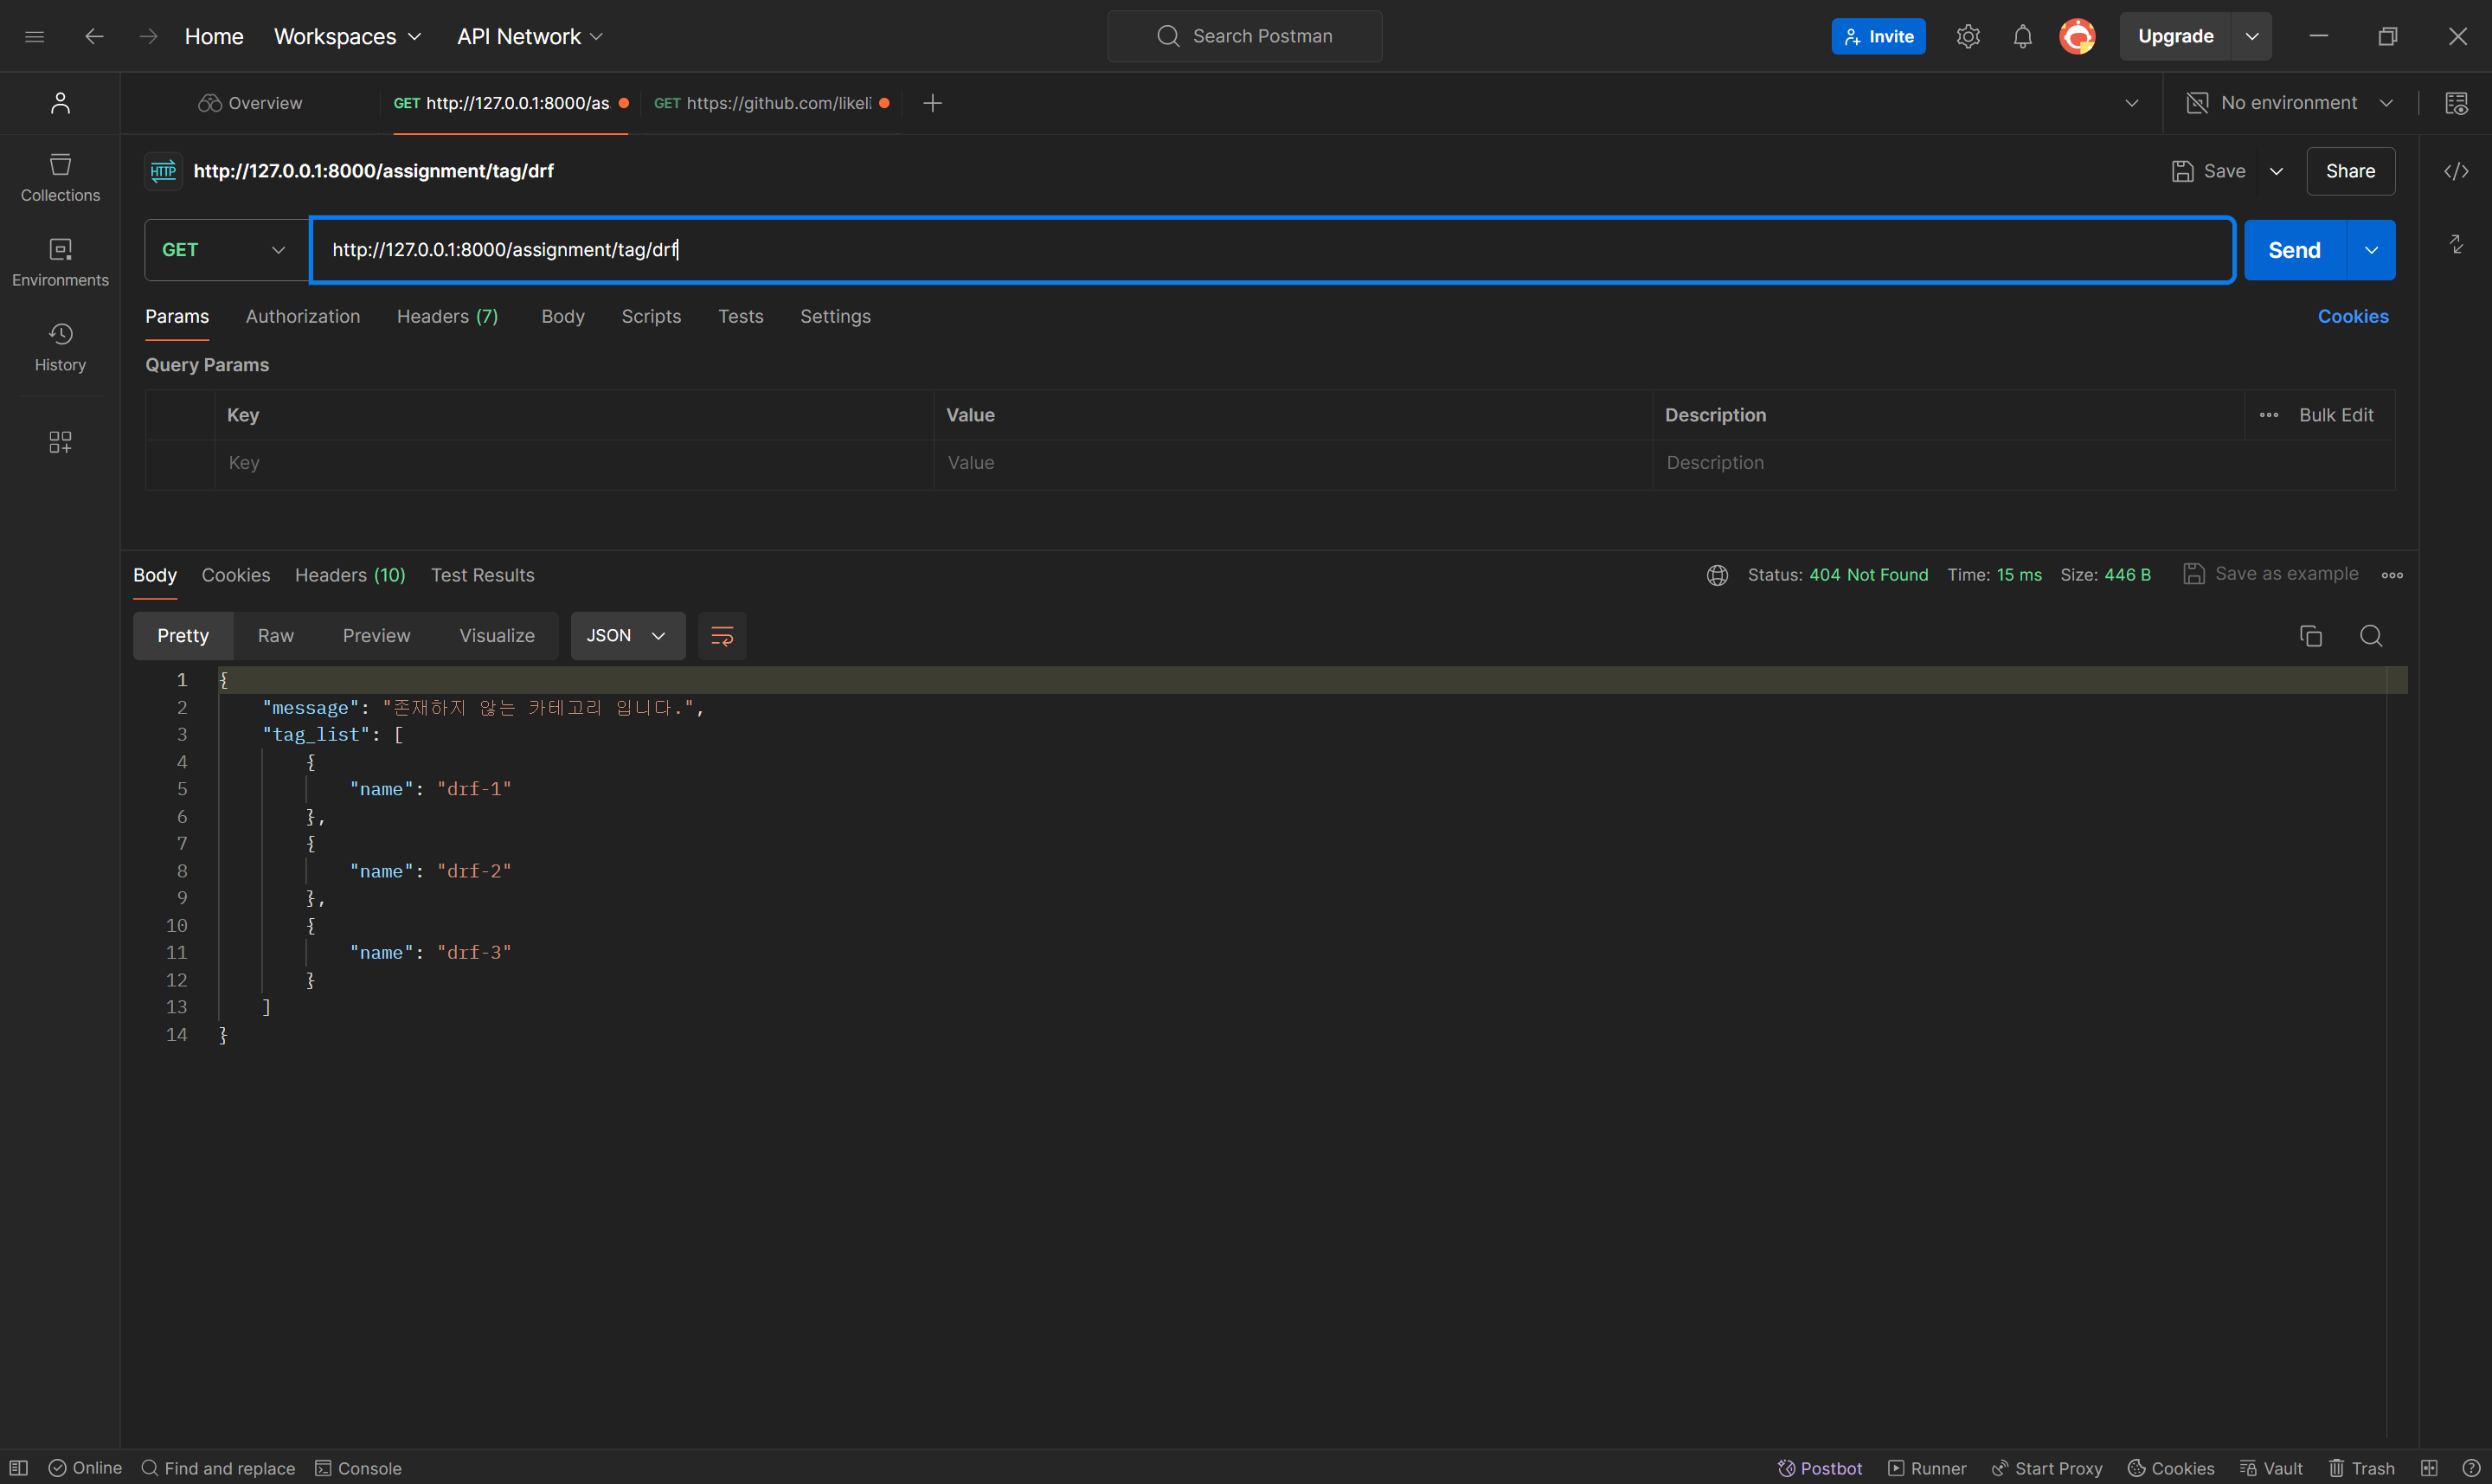 Home Workspaces API Network Search Postman Invite Upgrade
Overview GET http://127.0.0.1:8000/as GET https://github.com/likeli No environment
HTTP http://127.0.0.1:8000/assignment/tag/drf Save Share
Collections
Environments
History
GET http://127.0.0.1:8000/assignment/tag/drf Send
Params Authorization Headers (7) Body Scripts Tests Settings Cookies
Query Params
Key Value Description Bulk Edit
Key Value Description
Body Cookies Headers (10) Test Results Status: 404 Not Found Time: 15 ms Size: 446 B Save as example
Pretty Raw Preview Visualize JSON
1 {
2 "message": "존재하지 않는 카테고리 입니다.",
3 "tag_list": [
4 {
5 "name": "drf-1"
6 },
7 {
8 "name": "drf-2"
9 },
10 {
11 "name": "drf-3"
12 }
13 ]
14 }
Online Find and replace Console Postbot Runner Start Proxy Cookies Vault Trash